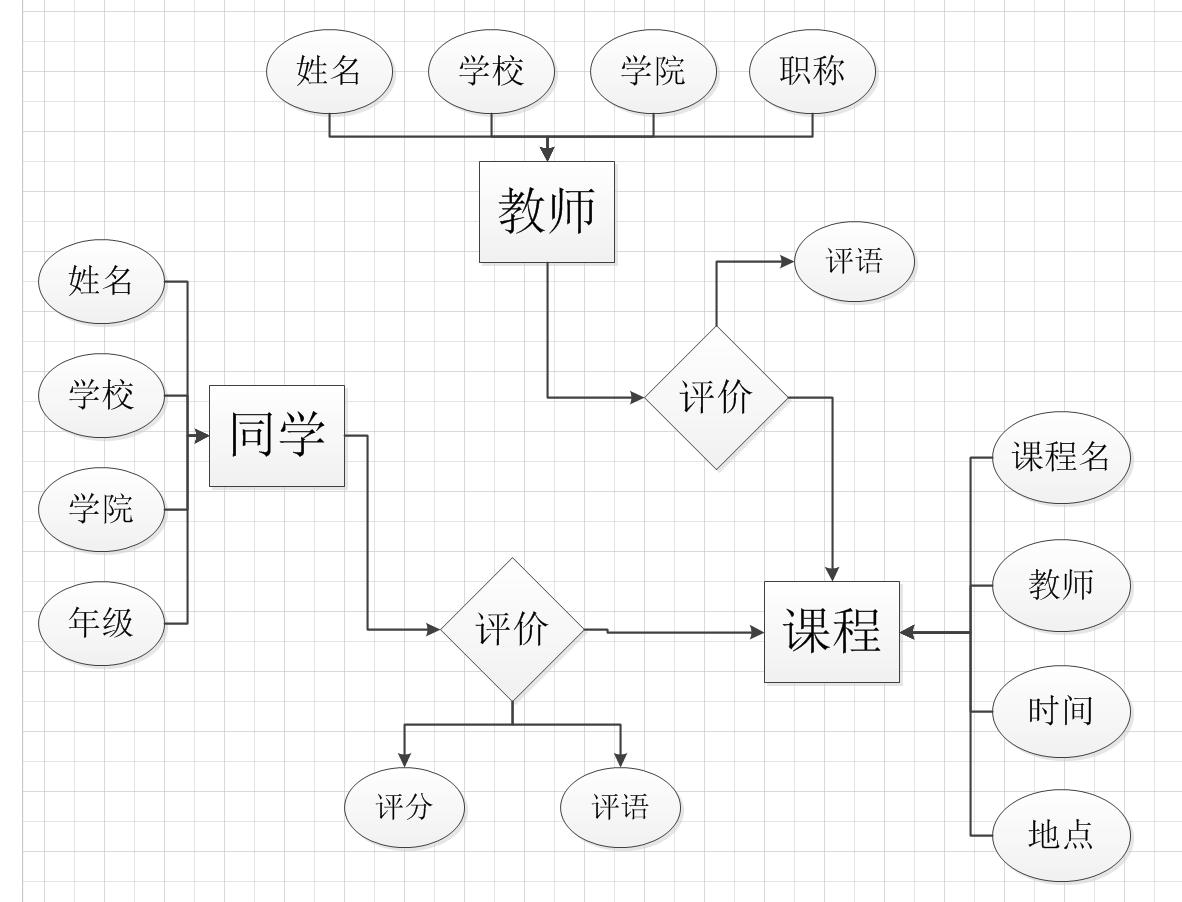 姓名
学校
学院
职称
教师
评语
姓名
学校
学院
年级
同学
评价
课程名
教师
时间
地点
评价
课程
评分
评语